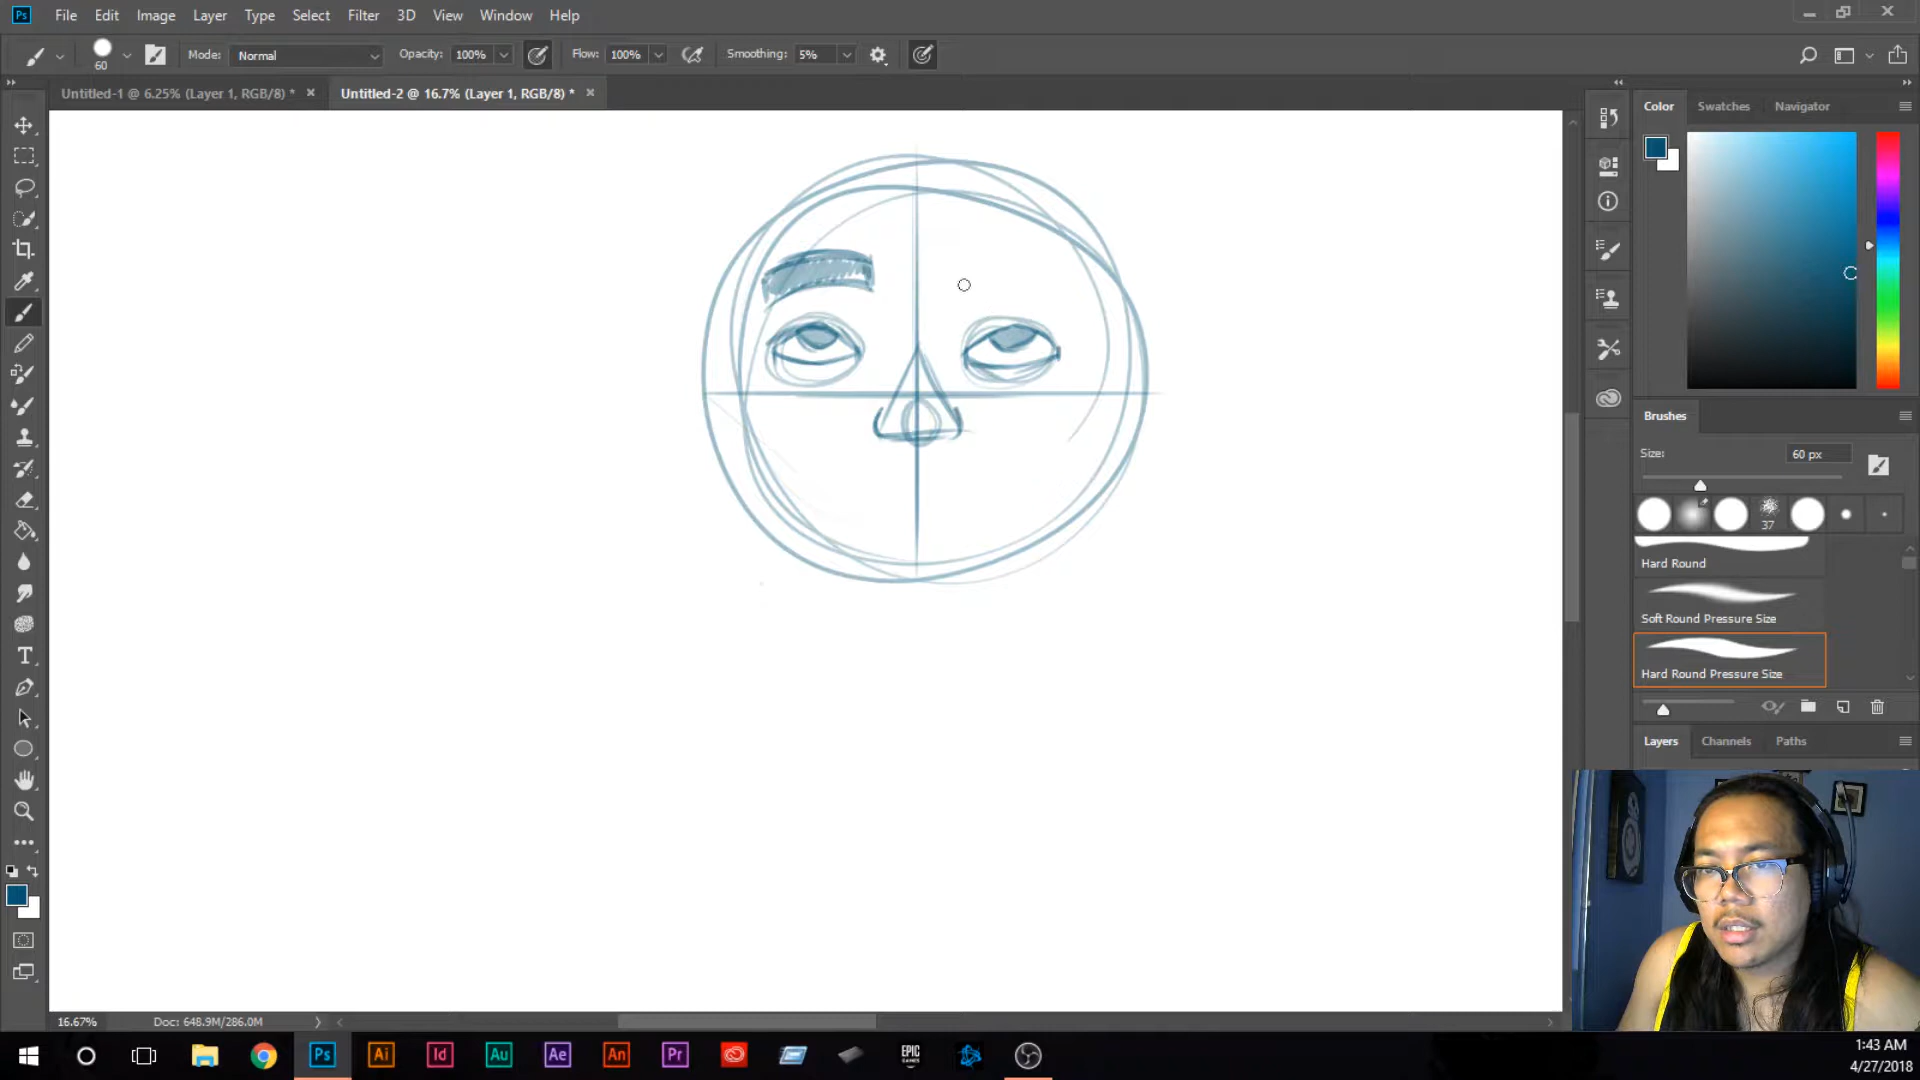 Ps File Edit Image Layer Type Select Filter 3D View Window Help
60 Mode: Normal Opacity: 100% Flow: 100% Smoothing: 5%
Untitled-1 @ 6.25% (Layer 1, RGB/8) * Untitled-2 @ 16.7% (Layer 1, RGB/8) *
Color Swatches Navigator
Brushes
Size: 60 px
37
Hard Round
Soft Round Pressure Size
Hard Round Pressure Size
Layers Channels Paths
16.67% Doc: 648.9M/286.0M
Ps Ai Id Au Ae An Pr EPIC GAMES
1:43 AM
4/27/2018